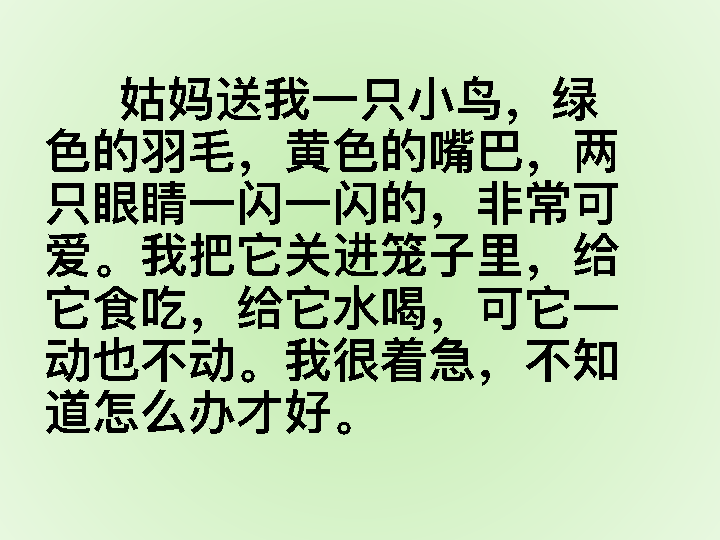 姑妈送我一只小鸟，绿
色的羽毛，黄色的嘴巴，两
只眼睛一闪一闪的，非常可
爱。我把它关进笼子里，给
它食吃，给它水喝，可它一
动也不动。我很着急，不知
道怎么办才好。